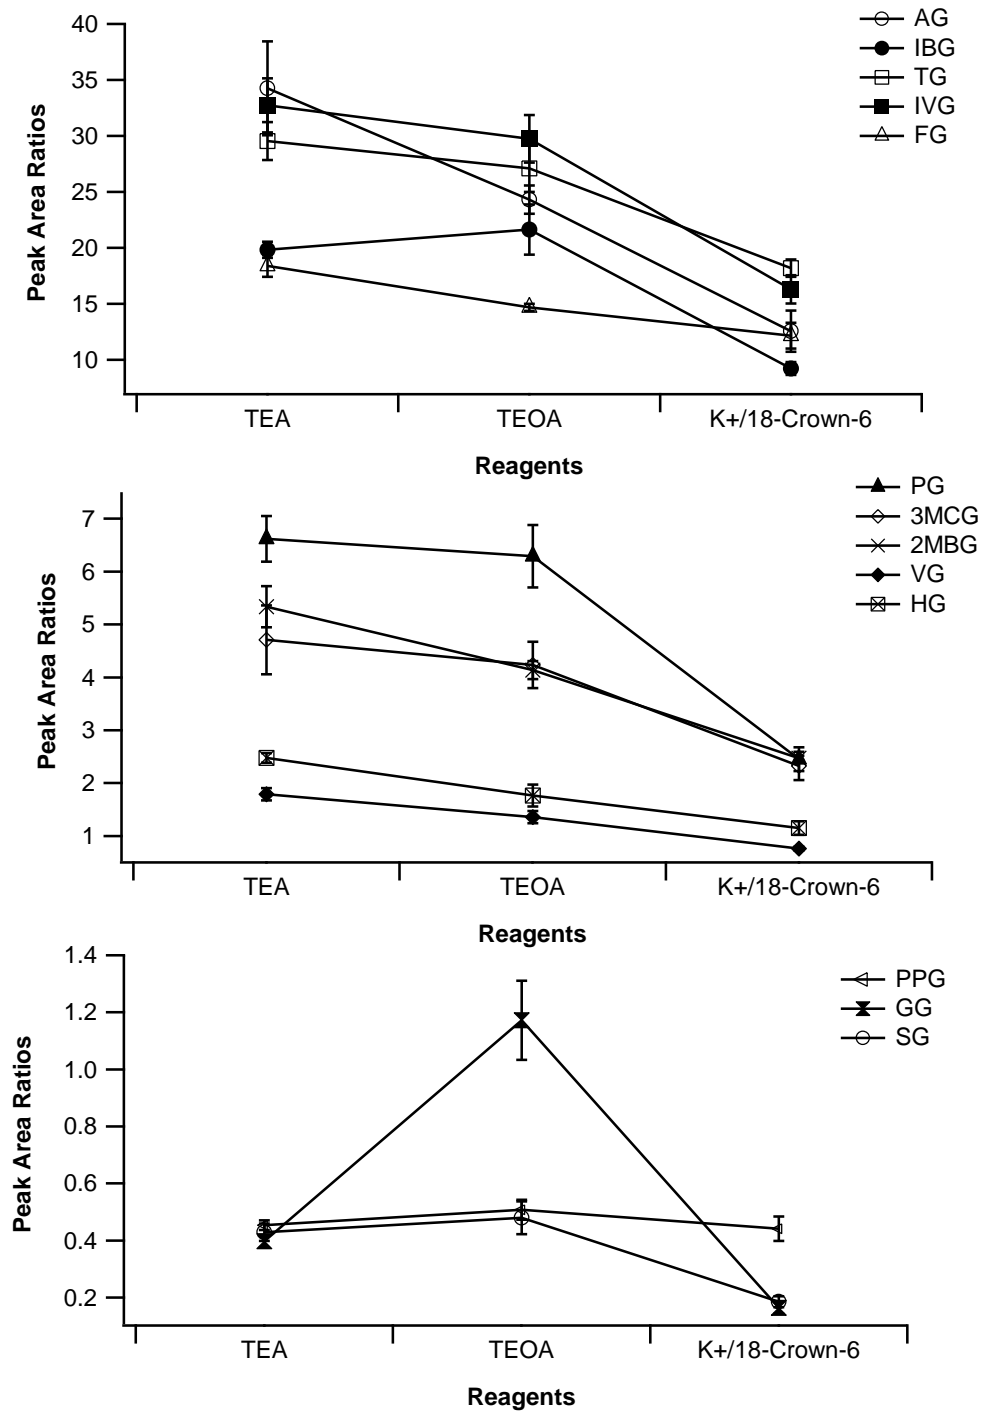 40
35
30
25
20
15
10
Peak Area Ratios
AG
IBG
TG
IVG
FG
TEA TEOA K+/18-Crown-6
Reagents
7
6
5
4
3
2
1
Peak Area Ratios
PG
3MCG
2MBG
VG
HG
TEA TEOA K+/18-Crown-6
Reagents
1.4
1.2
1.0
0.8
0.6
0.4
0.2
Peak Area Ratios
PPG
GG
SG
TEA TEOA K+/18-Crown-6
Reagents